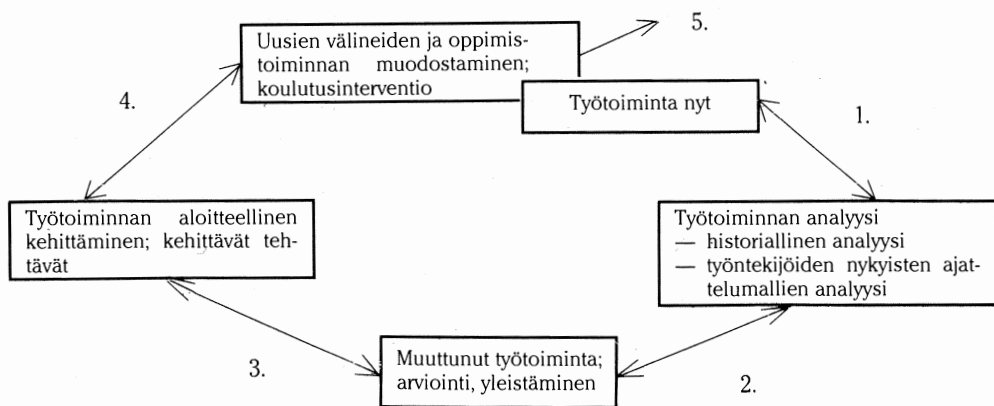 Uusien välineiden ja oppimis-
toiminnan muodostaminen;
koulutusinterventio
5.
Työtoiminta nyt
4.
1.
Työtoiminnan aloitteellinen
kehittäminen; kehittävät teh-
tävät
Työtoiminnan analyysi
— historiallinen analyysi
— työntekijöiden nykyisten ajat-
telumallien analyysi
3.
Muuttunut työtoiminta;
arviointi, yleistäminen
2.